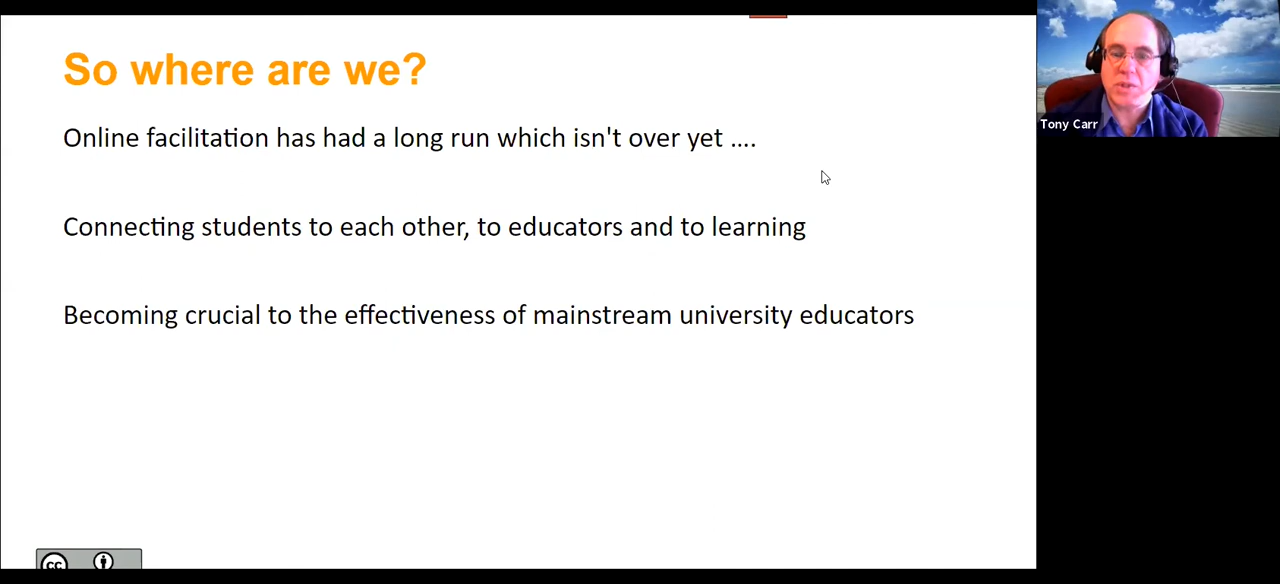 So where are we?
Online facilitation has had a long run which isn't over yet ....
Connecting students to each other, to educators and to learning
Becoming crucial to the effectiveness of mainstream university educators
Tony Carr
cc